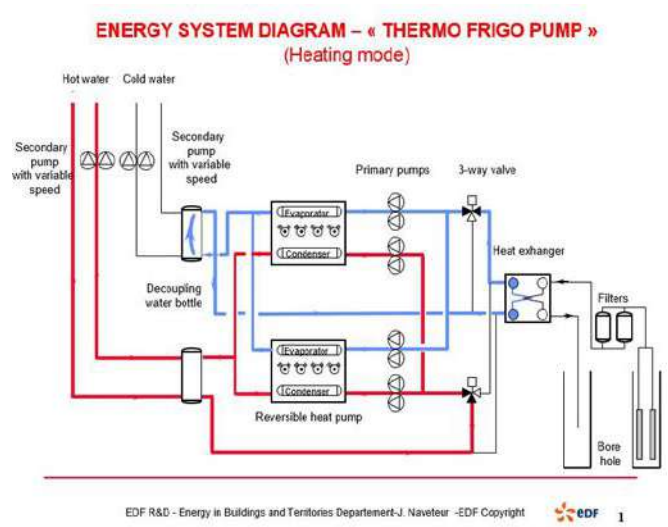 ENERGY SYSTEM DIAGRAM – « THERMO FRIGO PUMP »
(Heating mode)
Hot water
Cold water
Secondary
pump
with variable
speed
Secondary
pump
with variable
speed
Primary pumps
3-way valve
Evaporator
Condenser
Heat exhanger
Filters
Decoupling
water bottle
Evaporator
Condenser
Reversible heat pump
Bore
hole
EDF R&D - Energy in Buildings and Territories Departement-J. Naveteur -EDF Copyright
eDF
1